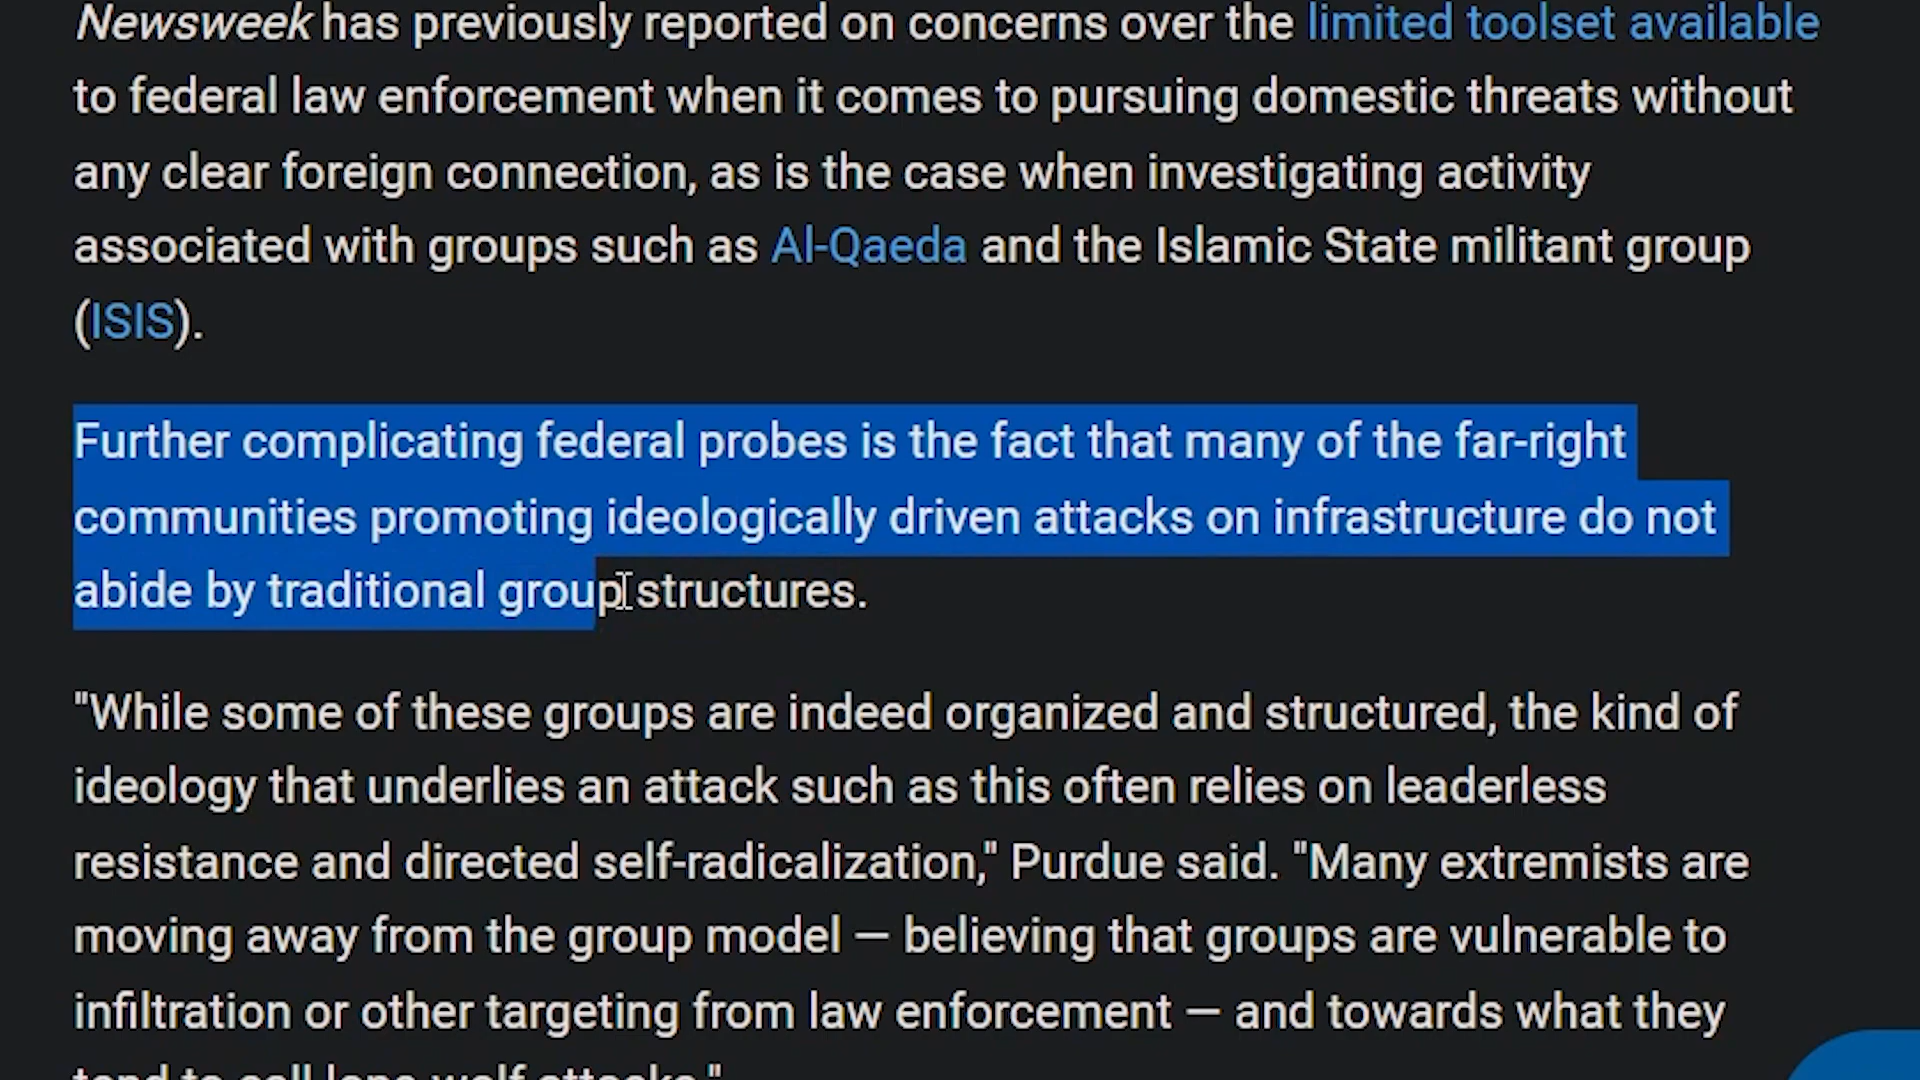 Newsweek has previously reported on concerns over the limited toolset available
to federal law enforcement when it comes to pursuing domestic threats without
any clear foreign connection, as is the case when investigating activity
associated with groups such as Al-Qaeda and the Islamic State militant group
(ISIS).
Further complicating federal probes is the fact that many of the far-right
communities promoting ideologically driven attacks on infrastructure do not
abide by traditional group structures.
"While some of these groups are indeed organized and structured, the kind of
ideology that underlies an attack such as this often relies on leaderless
resistance and directed self-radicalization," Purdue said. "Many extremists are
moving away from the group model — believing that groups are vulnerable to
infiltration or other targeting from law enforcement — and towards what they
tend to call lone-wolf attacks."